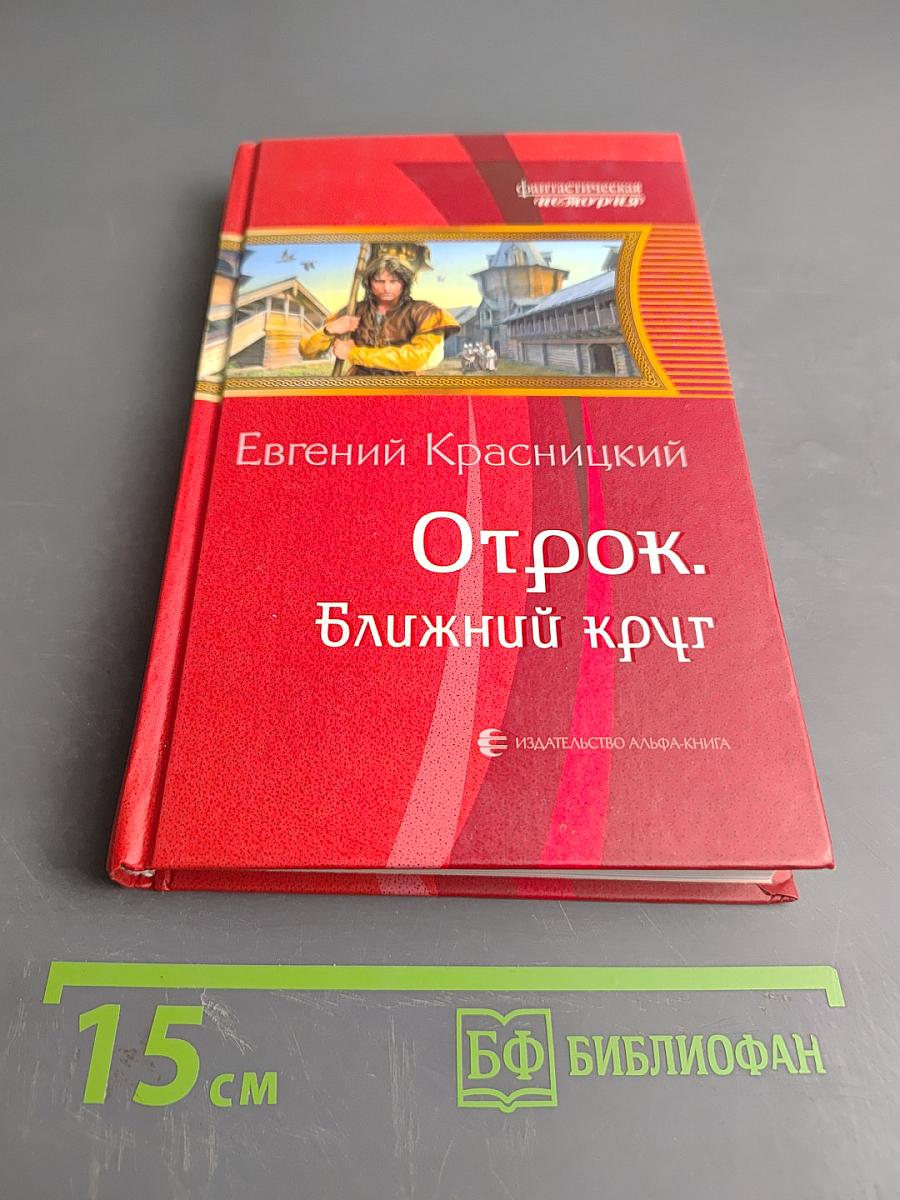 фантастическая
история
Евгений Красницкий
Отрок.
Ближний круг
ИЗДАТЕЛЬСТВО АЛЬФА-КНИГА
15 см
БФ БИБЛИОФАН